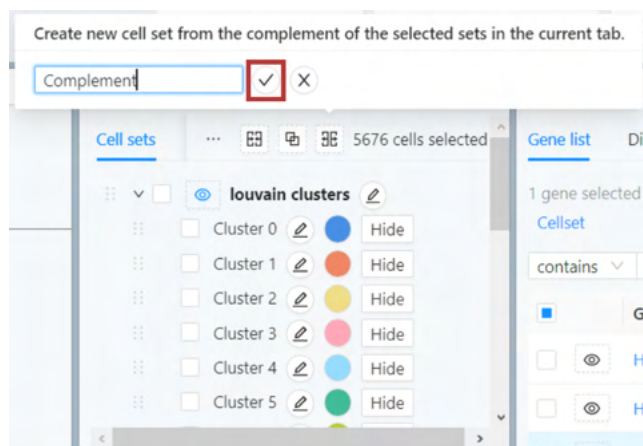 Create new cell set from the complement of the selected sets in the current tab.
Complement
Cell sets ... 5676 cells selected
Gene list
louvain clusters
1 gene selected
Cellset
Cluster 0 Hide
Cluster 1 Hide
contains
Cluster 2 Hide
Cluster 3 Hide
Cluster 4 Hide
Cluster 5 Hide